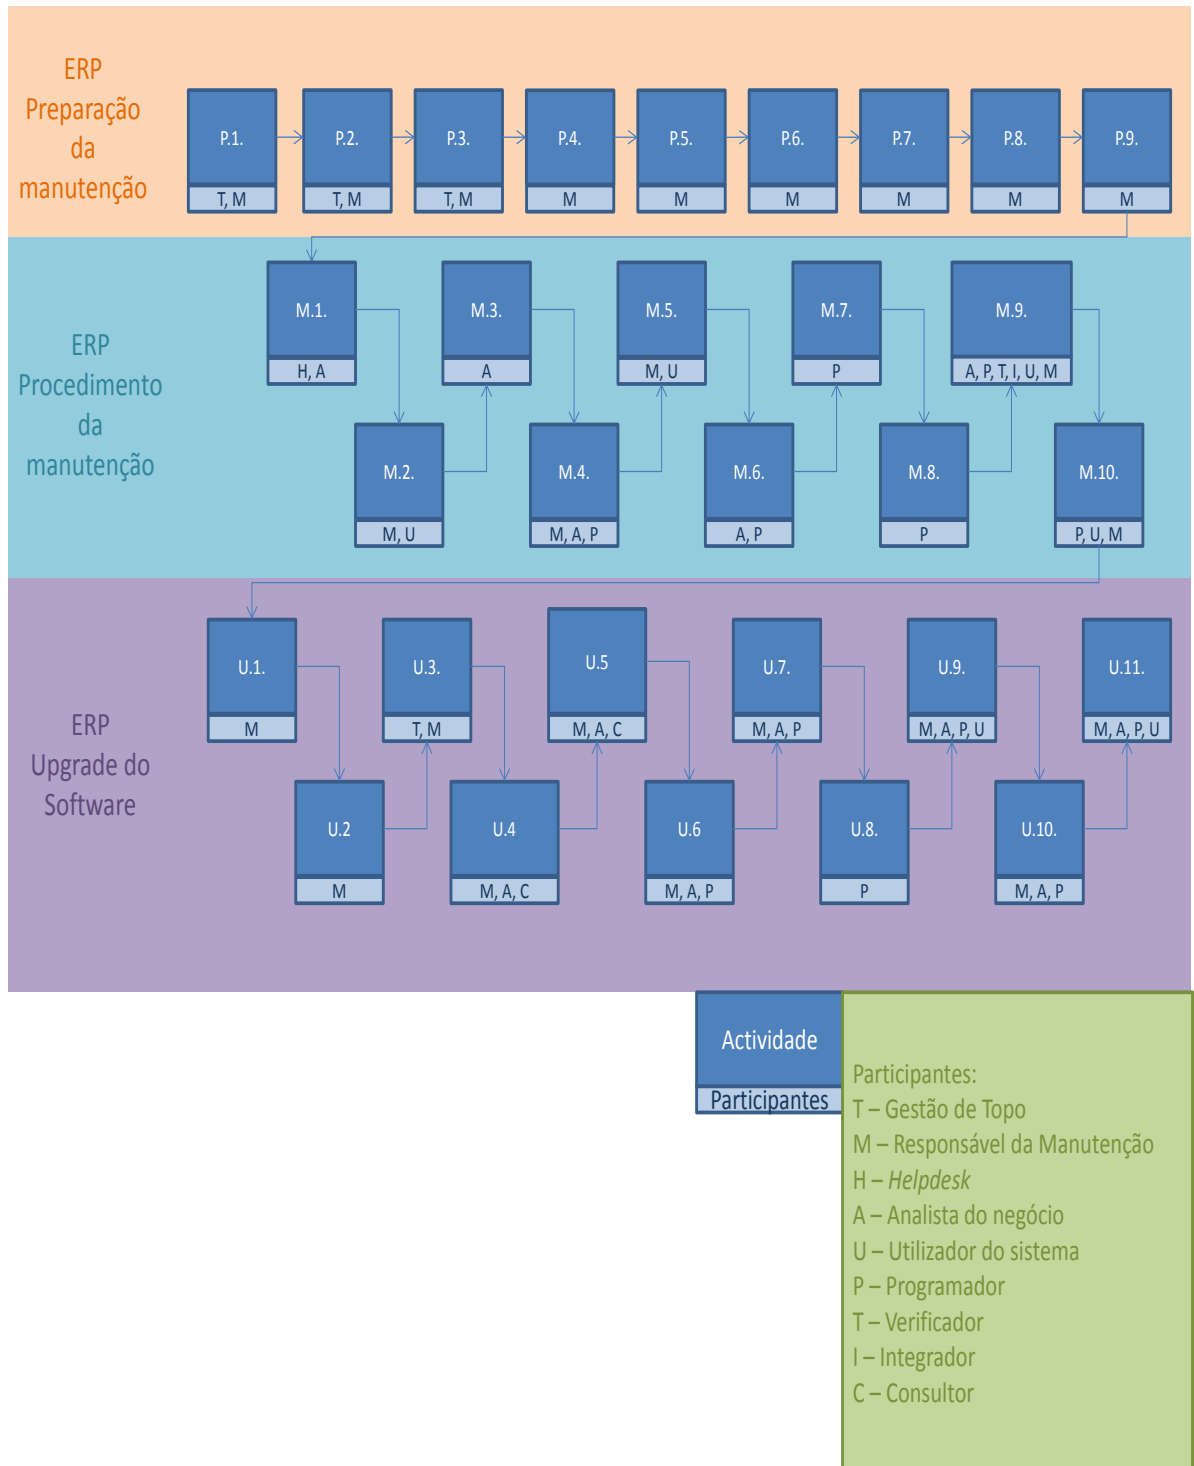 ERP
Preparação
da
manutenção
P.1.
P.2.
P.3.
P.4.
P.5.
P.6.
P.7.
P.8.
P.9.
T, M
T, M
T, M
M
M
M
M
M
M
ERP
Procedimento
da
manutenção
M.1.
M.3.
M.5.
M.7.
M.9.
H, A
A
M, U
P
A, P, T, I, U, M
M.2.
M.4.
M.6.
M.8.
M.10.
M, U
M, A, P
A, P
P
P, U, M
ERP
Upgrade do
Software
U.1.
U.3.
U.5
U.7.
U.9.
U.11.
M
T, M
M, A, C
M, A, P
M, A, P, U
M, A, P, U
U.2
U.4
U.6
U.8.
U.10.
M
M, A, C
M, A, P
P
M, A, P
Actividade
Participantes
Participantes:
T – Gestão de Topo
M – Responsável da Manutenção
H – Helpdesk
A – Analista do negócio
U – Utilizador do sistema
P – Programador
T – Verificador
I – Integrador
C – Consultor